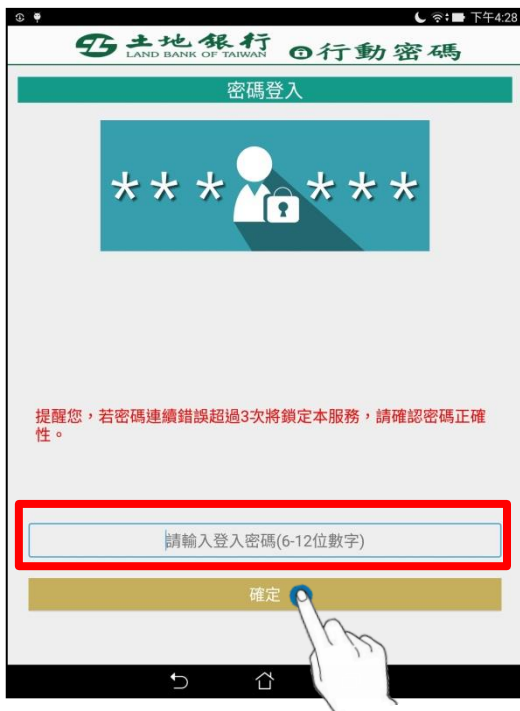 下午4:28
土地銀行 行動密碼
LAND BANK OF TAIWAN
密碼登入
*** ***
提醒您，若密碼連續錯誤超過3次將鎖定本服務，請確認密碼正確
性。
請輸入登入密碼(6-12位數字)
確定